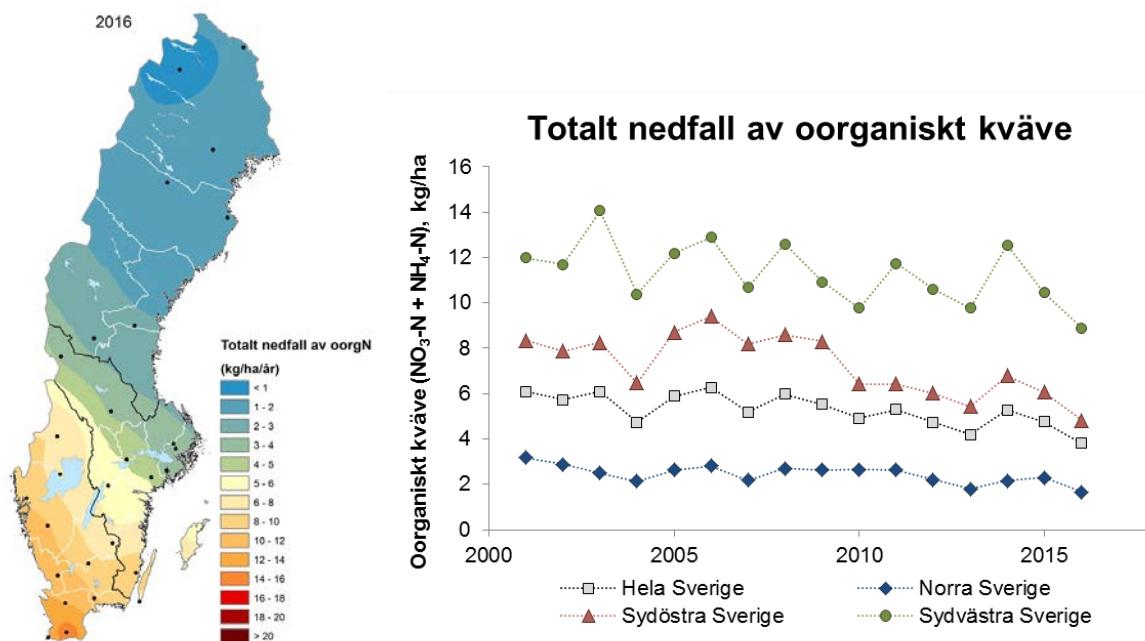 2016
Totalt nedfall av oorgN
(kg/ha/år)
< 1
1 - 2
2 - 3
3 - 4
4 - 5
5 - 6
6 - 8
8 - 10
10 - 12
12 - 14
14 - 16
16 - 18
18 - 20
> 20
Totalt nedfall av oorganiskt kväve
Oorganiskt kväve (NO₃-N + NH₄-N), kg/ha
16
14
12
10
8
6
4
2
0
2000
2005
2010
2015
Hela Sverige
Norra Sverige
Sydöstra Sverige
Sydvästra Sverige